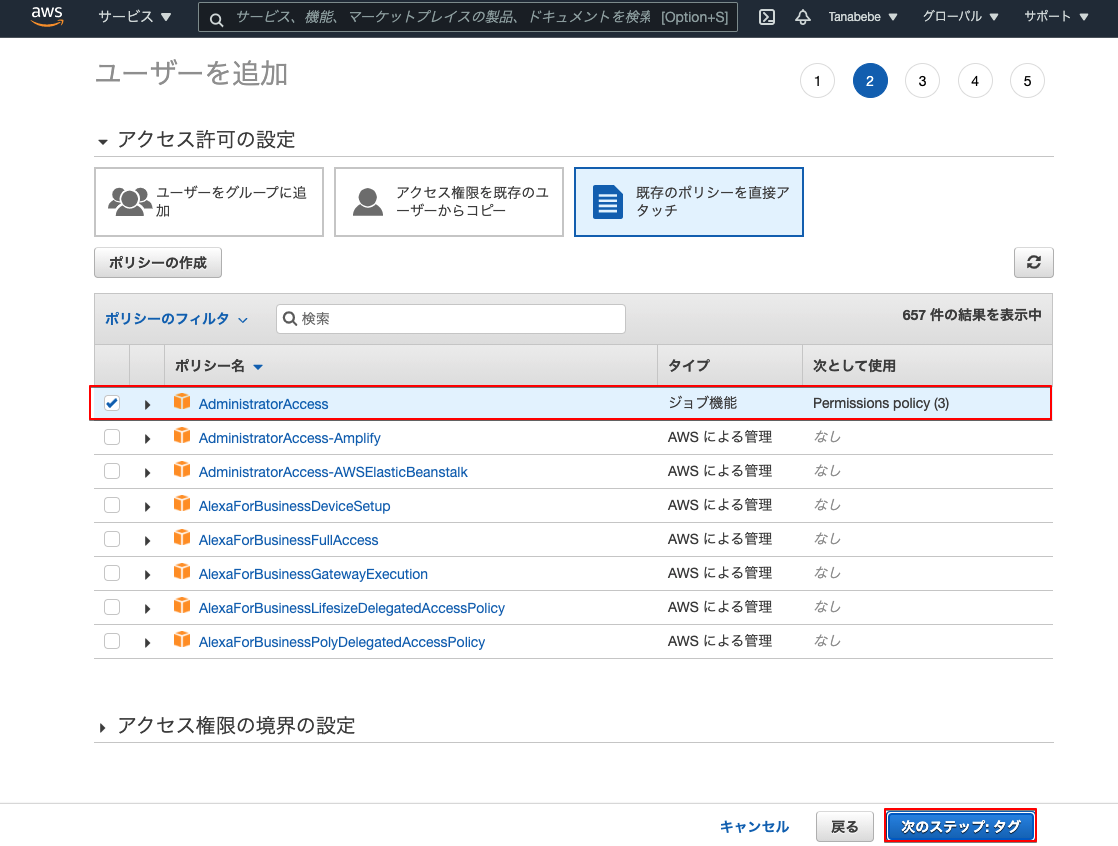 aws サービス サービス、機能、マーケットプレイスの製品、ドキュメントを検索 [Option+S] Tanabebe グローバル サポート
ユーザーを追加
1 2 3 4 5
アクセス許可の設定
ユーザーをグループに追
加
アクセス権限を既存のユ
ーザーからコピー
既存のポリシーを直接ア
タッチ
ポリシーの作成
ポリシーのフィルタ 検索 657 件の結果を表示中
ポリシー名 タイプ 次として使用
AdministratorAccess ジョブ機能 Permissions policy (3)
AdministratorAccess-Amplify AWS による管理 なし
AdministratorAccess-AWSElasticBeanstalk AWS による管理 なし
AlexaForBusinessDeviceSetup AWS による管理 なし
AlexaForBusinessFullAccess AWS による管理 なし
AlexaForBusinessGatewayExecution AWS による管理 なし
AlexaForBusinessLifesizeDelegatedAccessPolicy AWS による管理 なし
AlexaForBusinessPolyDelegatedAccessPolicy AWS による管理 なし
アクセス権限の境界の設定
キャンセル 戻る 次のステップ: タグ